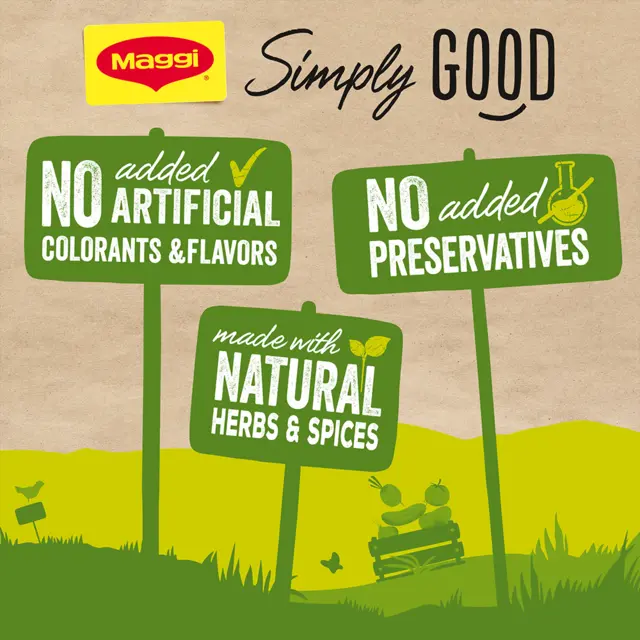 Maggi ®
Simply GOOD
NO added
ARTIFICIAL
COLORANTS & FLAVORS
NO added
PRESERVATIVES
made with
NATURAL
HERBS & SPICES